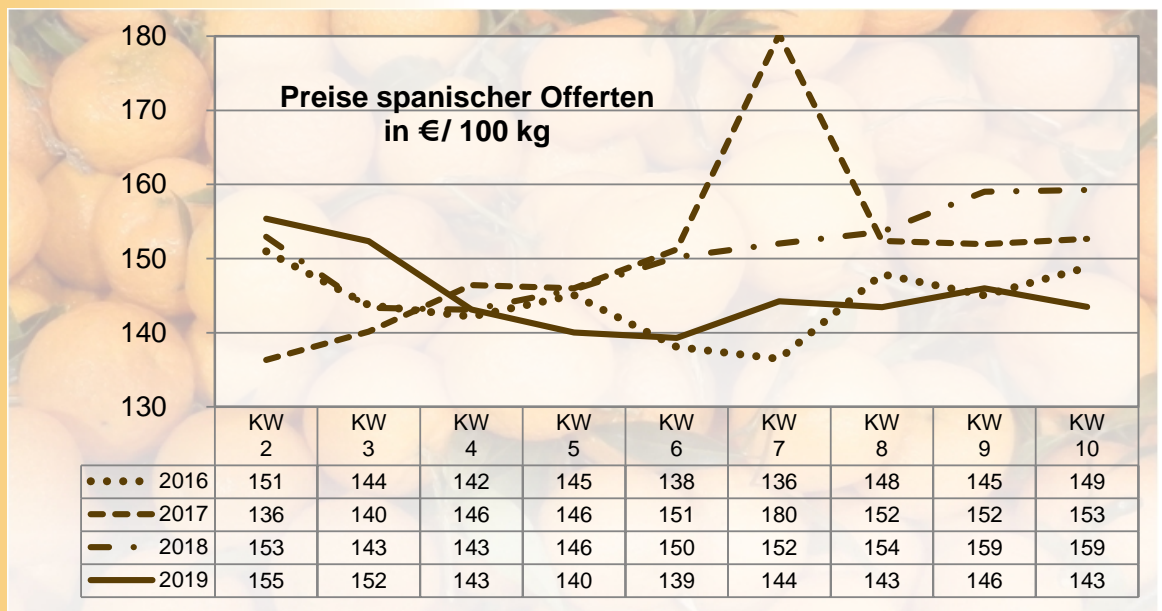 180
170
160
150
140
130
Preise spanischer Offerten
in €/ 100 kg
KW KW KW KW KW KW KW KW KW
2 3 4 5 6 7 8 9 10
2016 151 144 142 145 138 136 148 145 149
2017 136 140 146 146 151 180 152 152 153
2018 153 143 143 146 150 152 154 159 159
2019 155 152 143 140 139 144 143 146 143